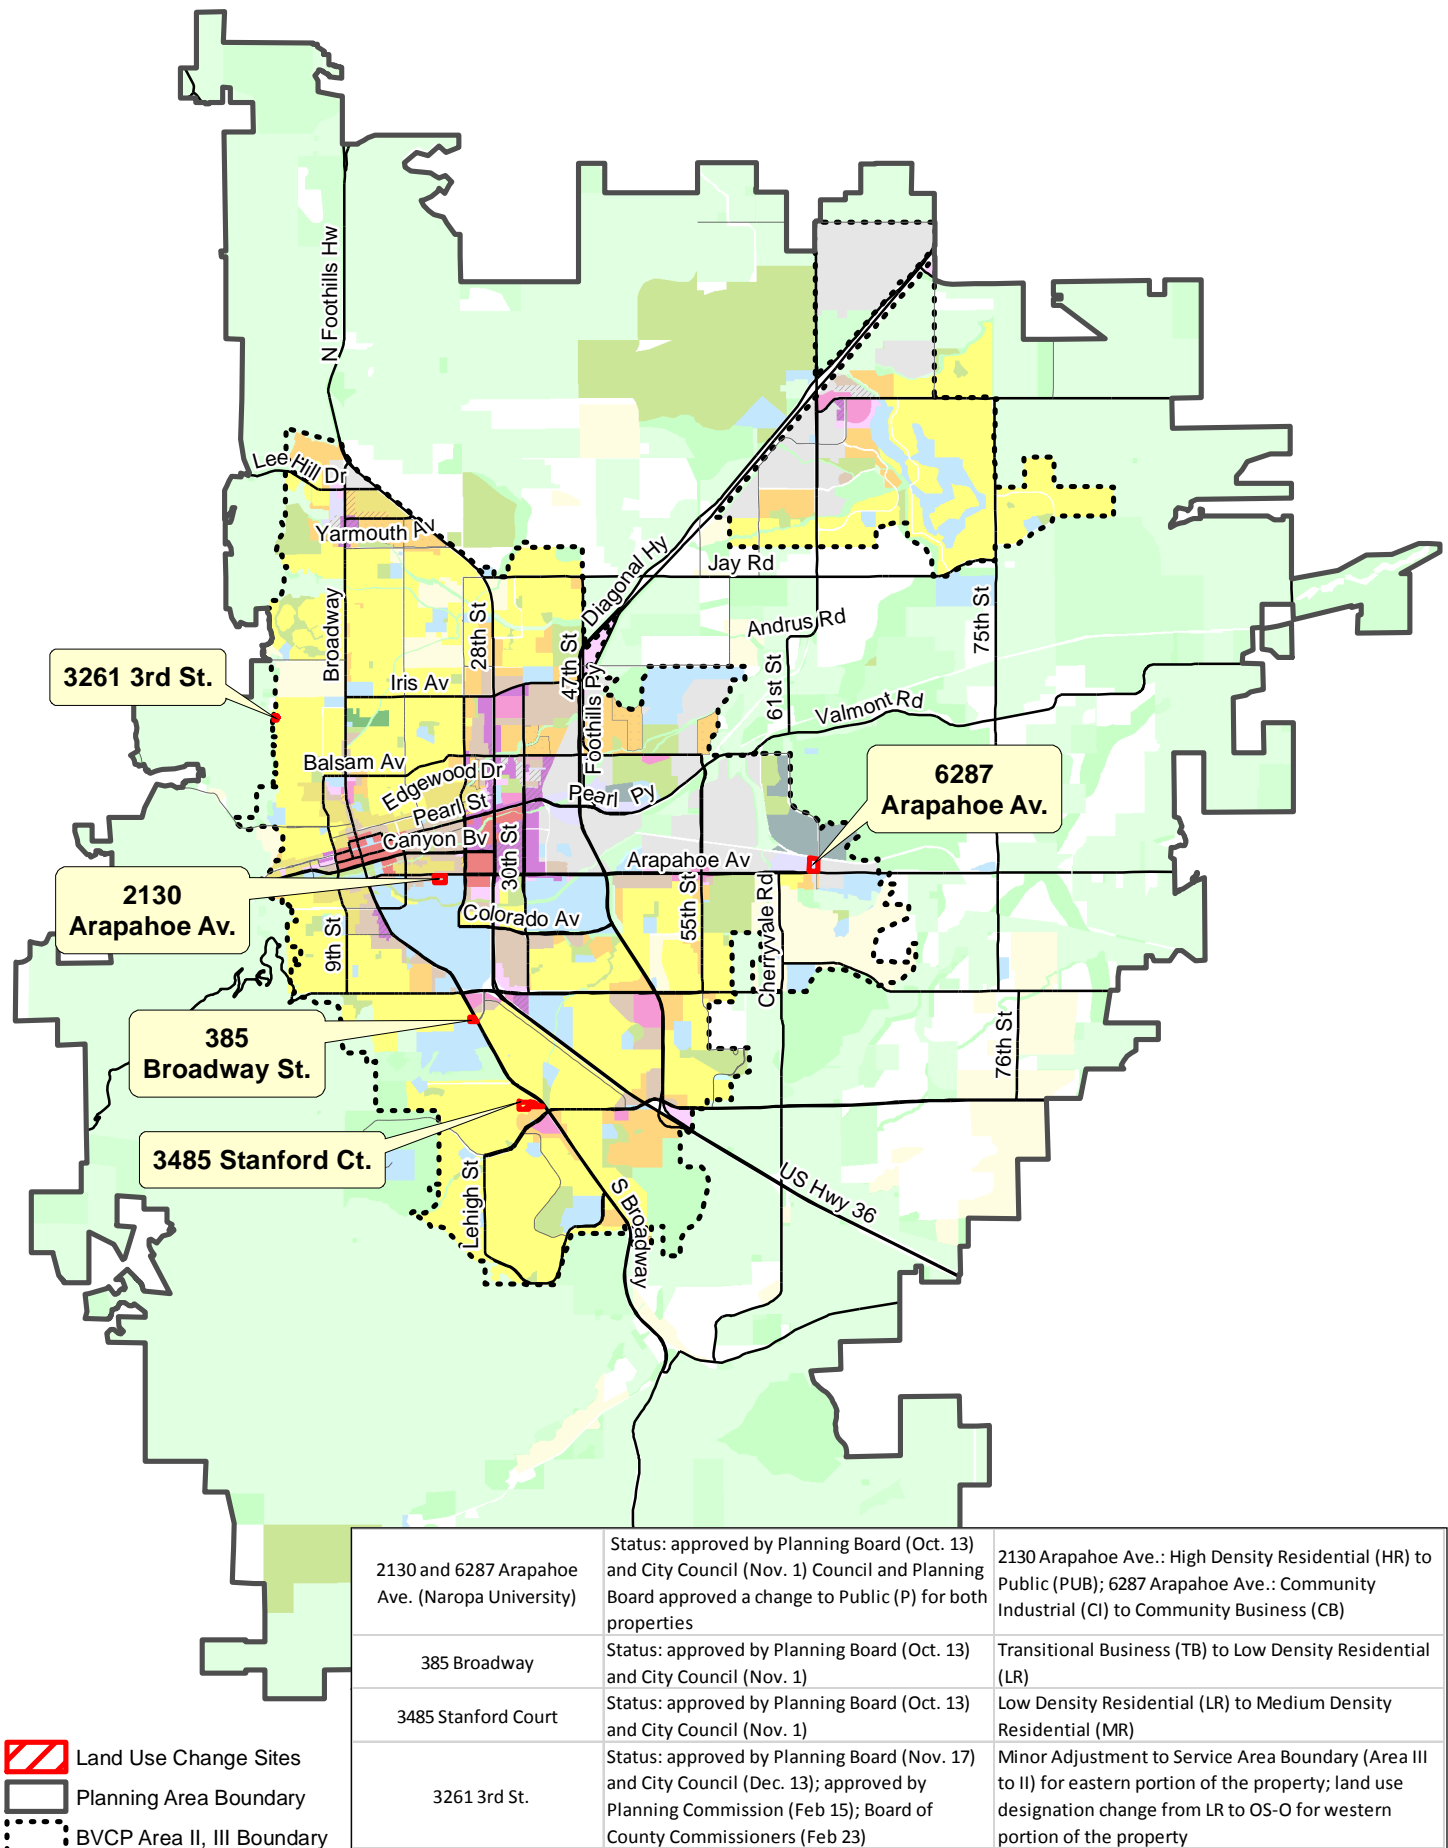 N Foothills Hw
Lee Hill Dr
Yarmouth Av
Broadway
28th St
47th St
Diagonal Hy
Jay Rd
Andrus Rd
75th St
61st St
Valmont Rd
Foothills Py
Iris Av
3261 3rd St.
Balsam Av
Edgewood Dr
Pearl St
Pearl Py
Canyon Bv
30th St
6287
Arapahoe Av.
Arapahoe Av
2130
Arapahoe Av.
9th St
Colorado Av
55th St
Cherryvale Rd
385
Broadway St.
76th St
3485 Stanford Ct.
Lehigh St
S Broadway
US Hwy 36
2130 and 6287 Arapahoe
Ave. (Naropa University)
Status: approved by Planning Board (Oct. 13)
and City Council (Nov. 1) Council and Planning
Board approved a change to Public (P) for both
properties
2130 Arapahoe Ave.: High Density Residential (HR) to
Public (PUB); 6287 Arapahoe Ave.: Community
Industrial (CI) to Community Business (CB)
385 Broadway
Status: approved by Planning Board (Oct. 13)
and City Council (Nov. 1)
Transitional Business (TB) to Low Density Residential
(LR)
3485 Stanford Court
Status: approved by Planning Board (Oct. 13)
and City Council (Nov. 1)
Low Density Residential (LR) to Medium Density
Residential (MR)
3261 3rd St.
Status: approved by Planning Board (Nov. 17)
and City Council (Dec. 13); approved by
Planning Commission (Feb 15); Board of
County Commissioners (Feb 23)
Minor Adjustment to Service Area Boundary (Area III
to II) for eastern portion of the property; land use
designation change from LR to OS-O for western
portion of the property
Land Use Change Sites
Planning Area Boundary
BVCP Area II, III Boundary